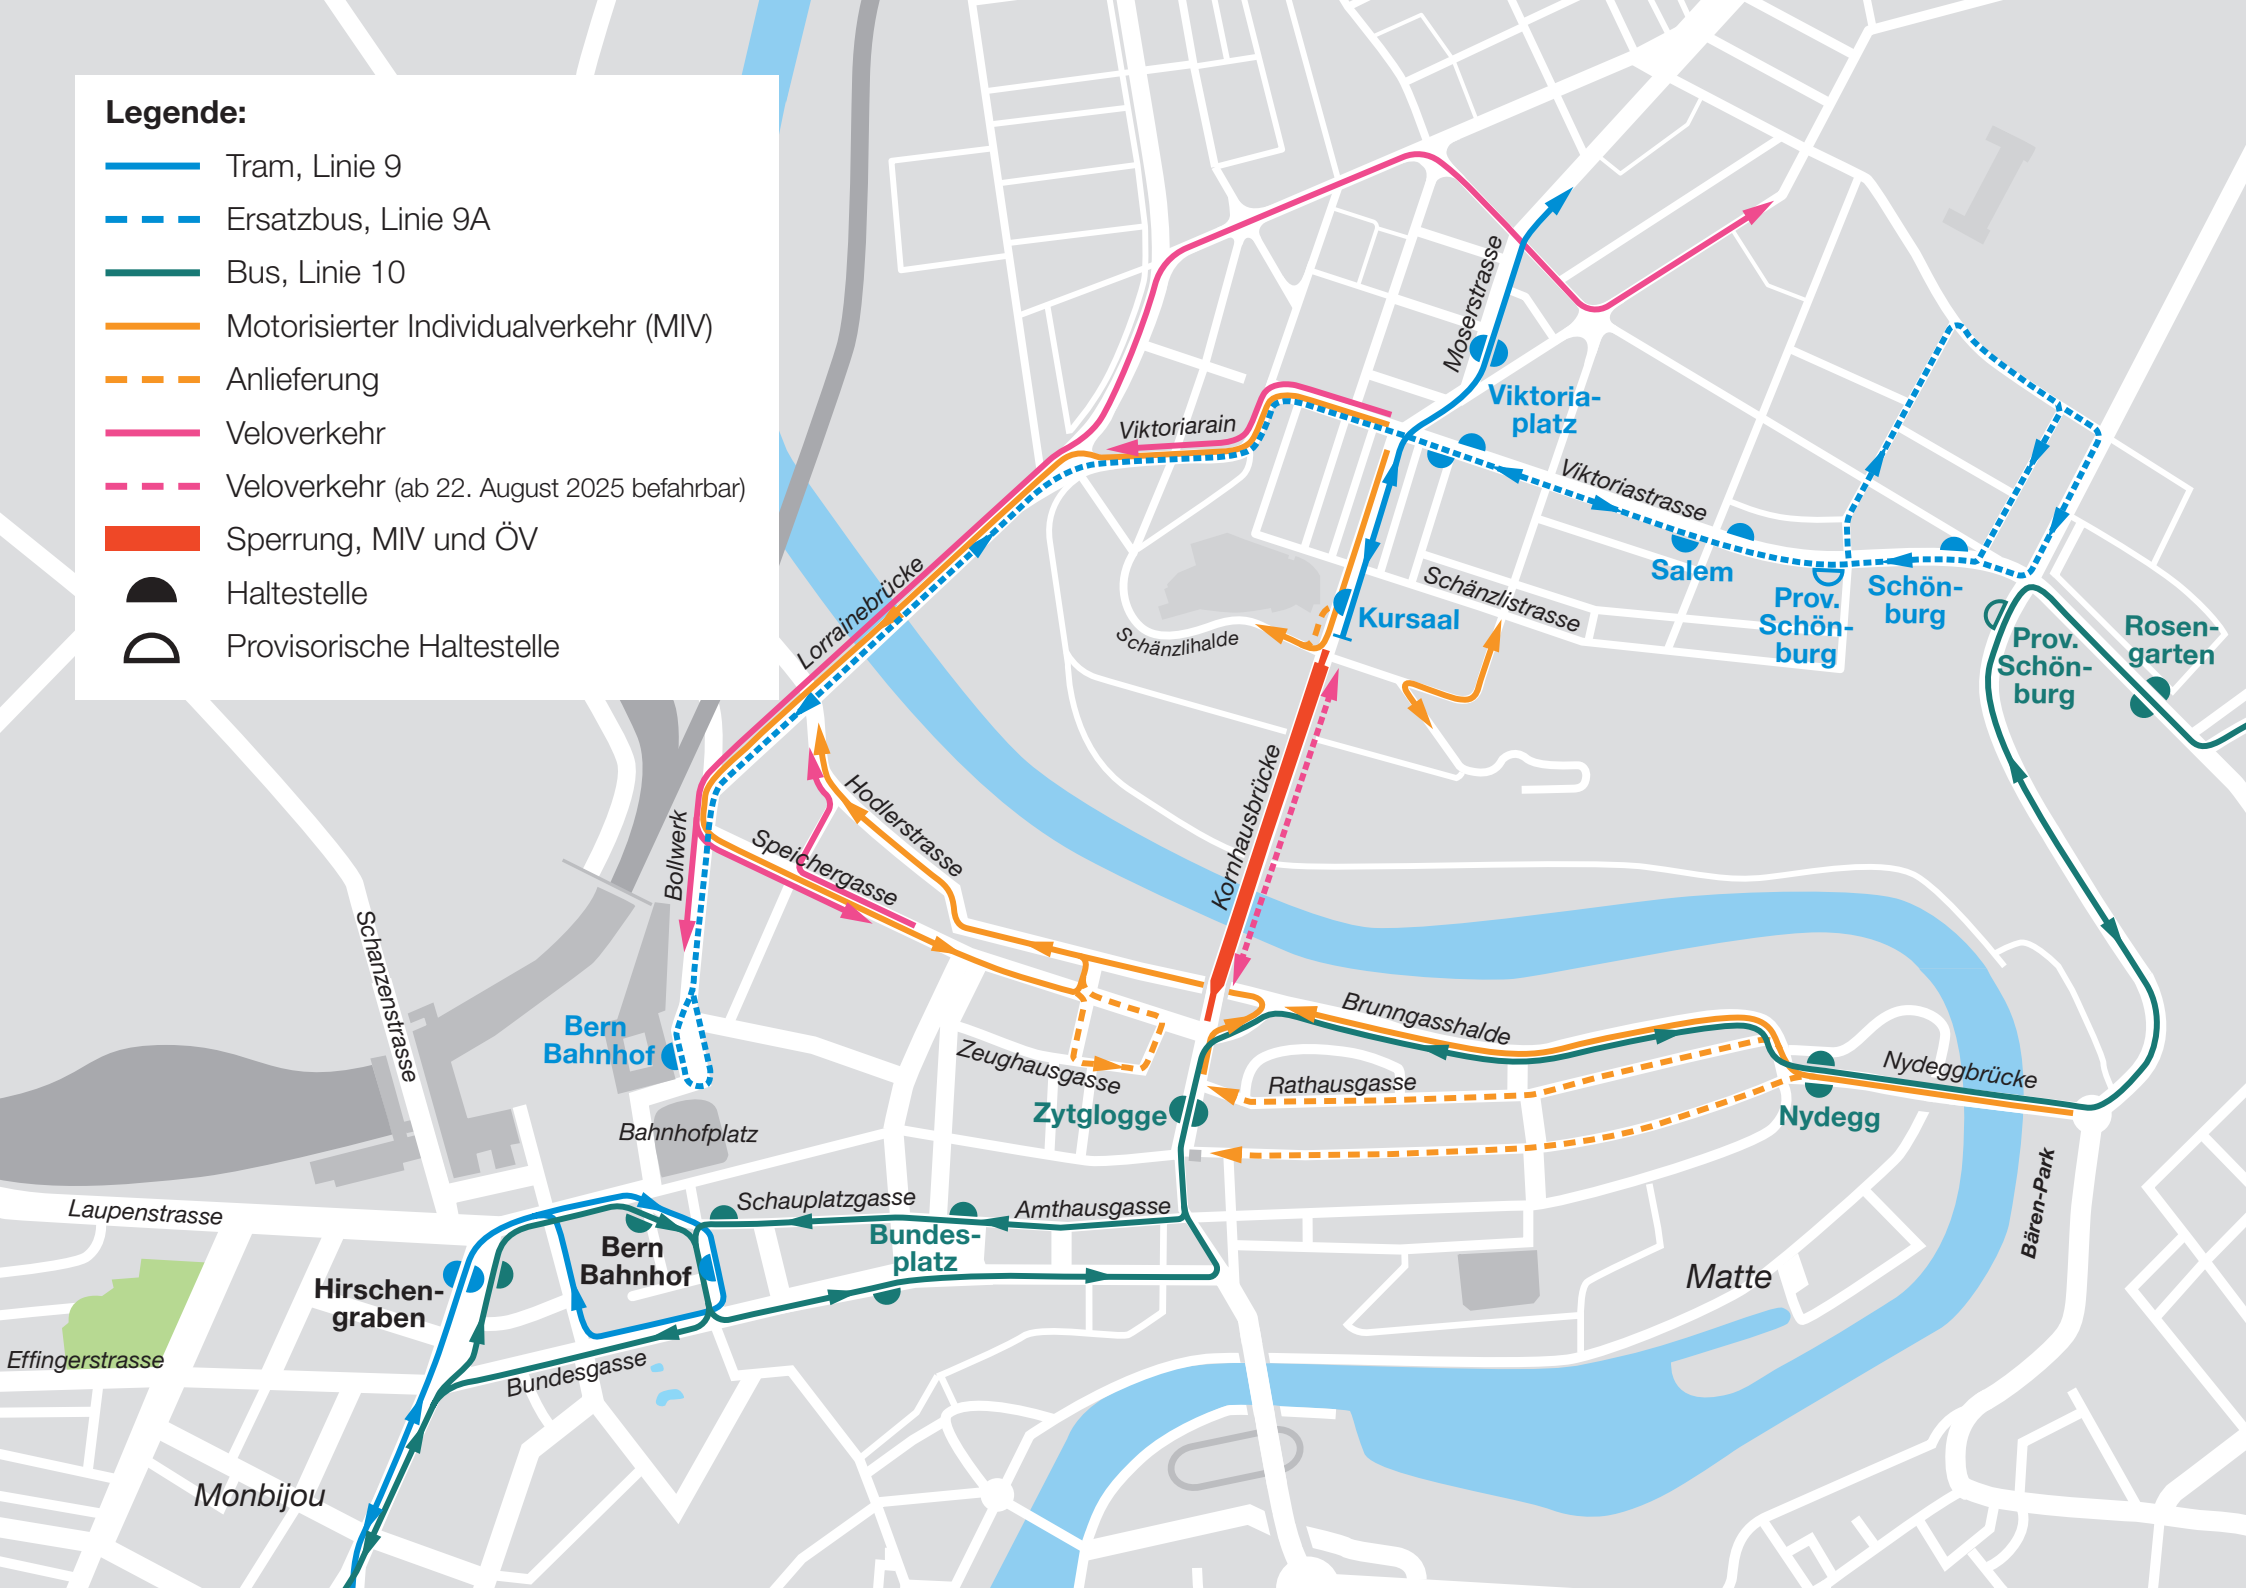 Legende:
Tram, Linie 9
Ersatzbus, Linie 9A
Bus, Linie 10
Motorisierter Individualverkehr (MIV)
Anlieferung
Veloverkehr
Veloverkehr (ab 22. August 2025 befahrbar)
Sperrung, MIV und ÖV
Haltestelle
Provisorische Haltestelle
Moserstrasse
Viktoria-
platz
Viktoriarain
Viktoriastrasse
Lorrainebrücke
Salem
Prov.
Schön-
burg
Schön-
burg
Prov.
Schön-
burg
Rosen-
garten
Schänzlistrasse
Kursaal
Schänzlihalde
Kornhausbrücke
Hodlerstrasse
Speichergasse
Bollwerk
Schanzenstrasse
Bern
Bahnhof
Zeughausgasse
Brunngasshalde
Rathausgasse
Zytglogge
Nydeggbrücke
Nydegg
Bahnhofplatz
Bären-Park
Laupenstrasse
Schauplatzgasse
Amthausgasse
Bundes-
platz
Bern
Bahnhof
Hirschen-
graben
Matte
Effingerstrasse
Bundesgasse
Monbijou